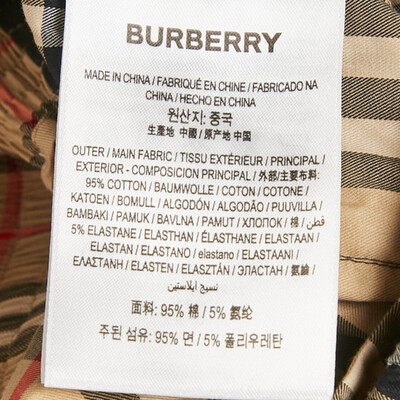 BURBERRY
MADE IN CHINA / FABRIQUÉ EN CHINE / FABRICADO NA
CHINA / HECHO EN CHINA
원산지: 중국
生產地 中國 / 原产地 中国
OUTER / MAIN FABRIC / TISSU EXTÉRIEUR / PRINCIPAL /
EXTERIOR - COMPOSICION PRINCIPAL / 外部/主要布料:
95% COTTON / BAUMWOLLE / COTON / COTONE /
KATOEN / BOMULL / ALGODÓN / ALGODÃO / PUUVILLA /
BAMBAKI / PAMUK / BAVLNA / PAMUT / ХЛОПОК / 棉 / قطن
5% ELASTANE / ELASTHAN / ÉLASTHANNE / ELASTAAN /
ELASTAN / ELASTANO / elastano / ELASTAANI /
ΕΛΑΣΤΑΝΗ / ELASTEN / ELASZTÁN / ЭЛАСТАН / 氨綸 /
نسيج ايلاستين
面料: 95% 棉 / 5% 氨纶
주된 섬유: 95% 면 / 5% 폴리우레탄